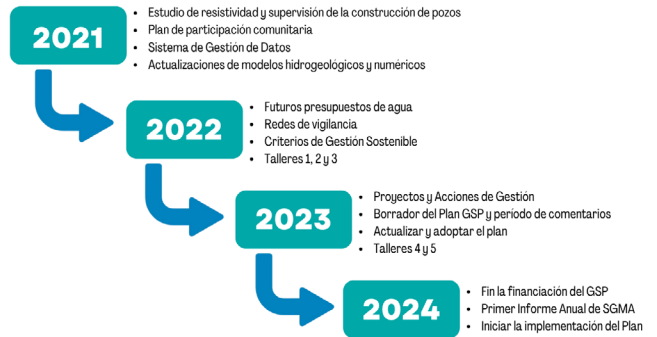 2021
• Estudio de resistividad y supervisión de la construcción de pozos
• Plan de participación comunitaria
• Sistema de Gestión de Datos
• Actualizaciones de modelos hidrogeológicos y numéricos
2022
• Futuros presupuestos de agua
• Redes de vigilancia
• Criterios de Gestión Sostenible
• Talleres 1, 2 y 3
2023
• Proyectos y Acciones de Gestión
• Borrador del Plan GSP y período de comentarios
• Actualizar y adoptar el plan
• Talleres 4 y 5
2024
• Fin la financiación del GSP
• Primer Informe Anual de SGMA
• Iniciar la implementación del Plan